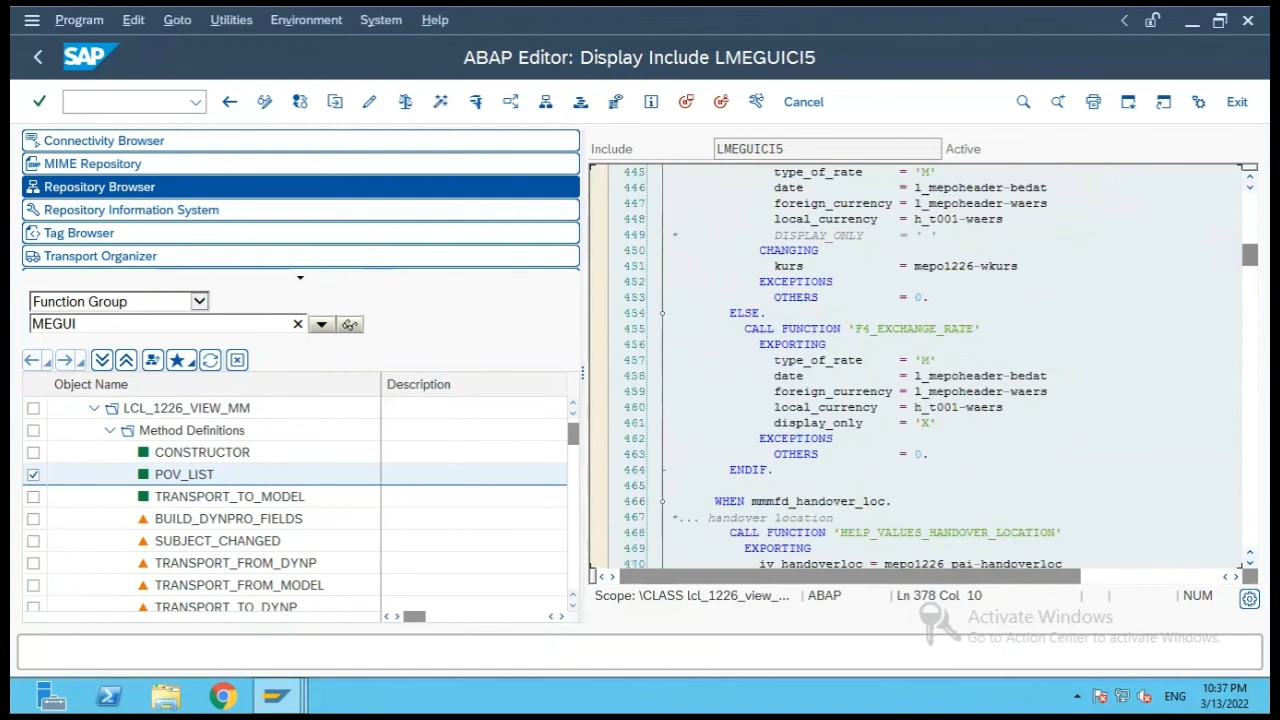 Program Edit Goto Utilities Environment System Help
SAP ABAP Editor: Display Include LMEGUICI5
Cancel Exit
Connectivity Browser
MIME Repository
Repository Browser
Repository Information System
Tag Browser
Transport Organizer
Function Group
MEGUI
Object Name Description
LCL_1226_VIEW_MM
Method Definitions
CONSTRUCTOR
POV_LIST
TRANSPORT_TO_MODEL
BUILD_DYNPRO_FIELDS
SUBJECT_CHANGED
TRANSPORT_FROM_DYNP
TRANSPORT_FROM_MODEL
TRANSPORT_TO_DYNP
Include LMEGUICI5 Active
445 type_of_rate = 'M'
446 date = l_mepoheader-bedat
447 foreign_currency = l_mepoheader-waers
448 local_currency = h_t001-waers
449 * DISPLAY_ONLY = ' '
450 CHANGING
451 kurs = mepo1226-wkurs
452 EXCEPTIONS
453 OTHERS = 0.
454 ELSE.
455 CALL FUNCTION 'F4_EXCHANGE_RATE'
456 EXPORTING
457 type_of_rate = 'M'
458 date = l_mepoheader-bedat
459 foreign_currency = l_mepoheader-waers
460 local_currency = h_t001-waers
461 display_only = 'X'
462 EXCEPTIONS
463 OTHERS = 0.
464 ENDIF.
465
466 WHEN mmmfd_handover_loc.
467 *... handover location
468 CALL FUNCTION 'HELP_VALUES_HANDOVER_LOCATION'
469 EXPORTING
470 iv_handoverloc = mepo1226_pai-handoverloc
Scope: \CLASS lcl_1226_view_... ABAP Ln 378 Col 10 NUM
Activate Windows
Go to Action Center to activate Windows.
ENG
10:37 PM
3/13/2022